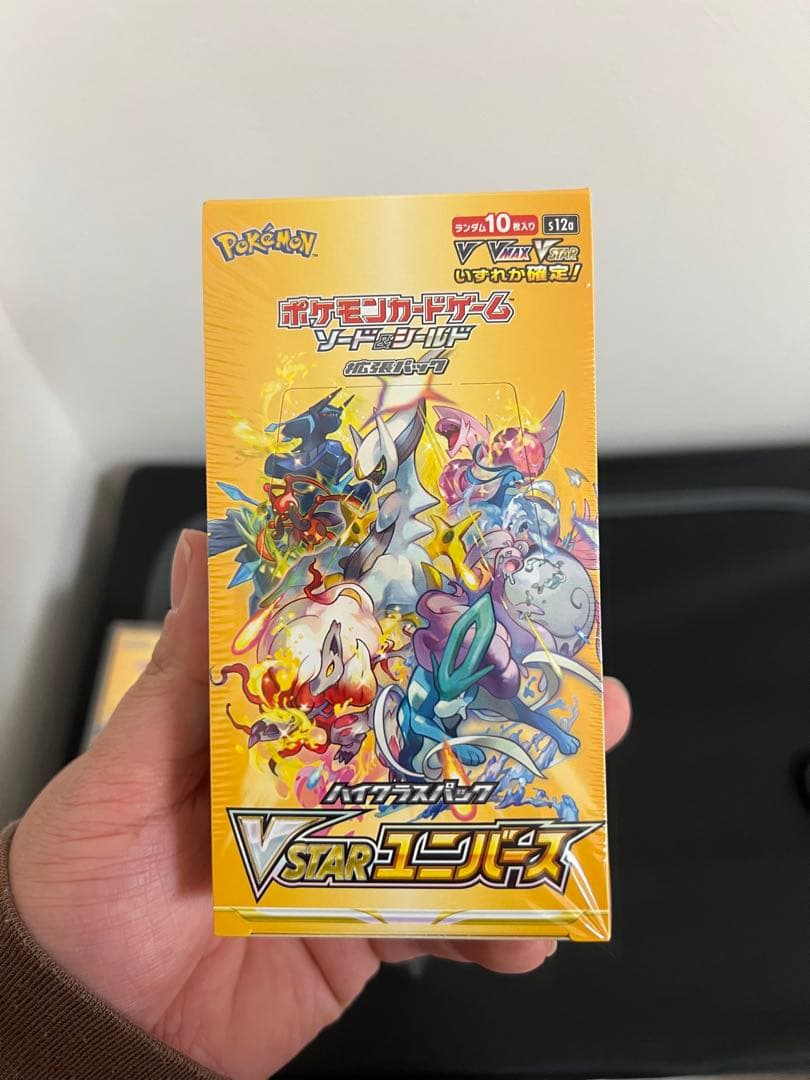 POKéMON™
ランダム10枚入り s12a
V VMAX VSTAR
いずれか確定!
ポケモンカードゲーム™
ソード&シールド
拡張パック
ハイクラスパック
VSTARユニバース